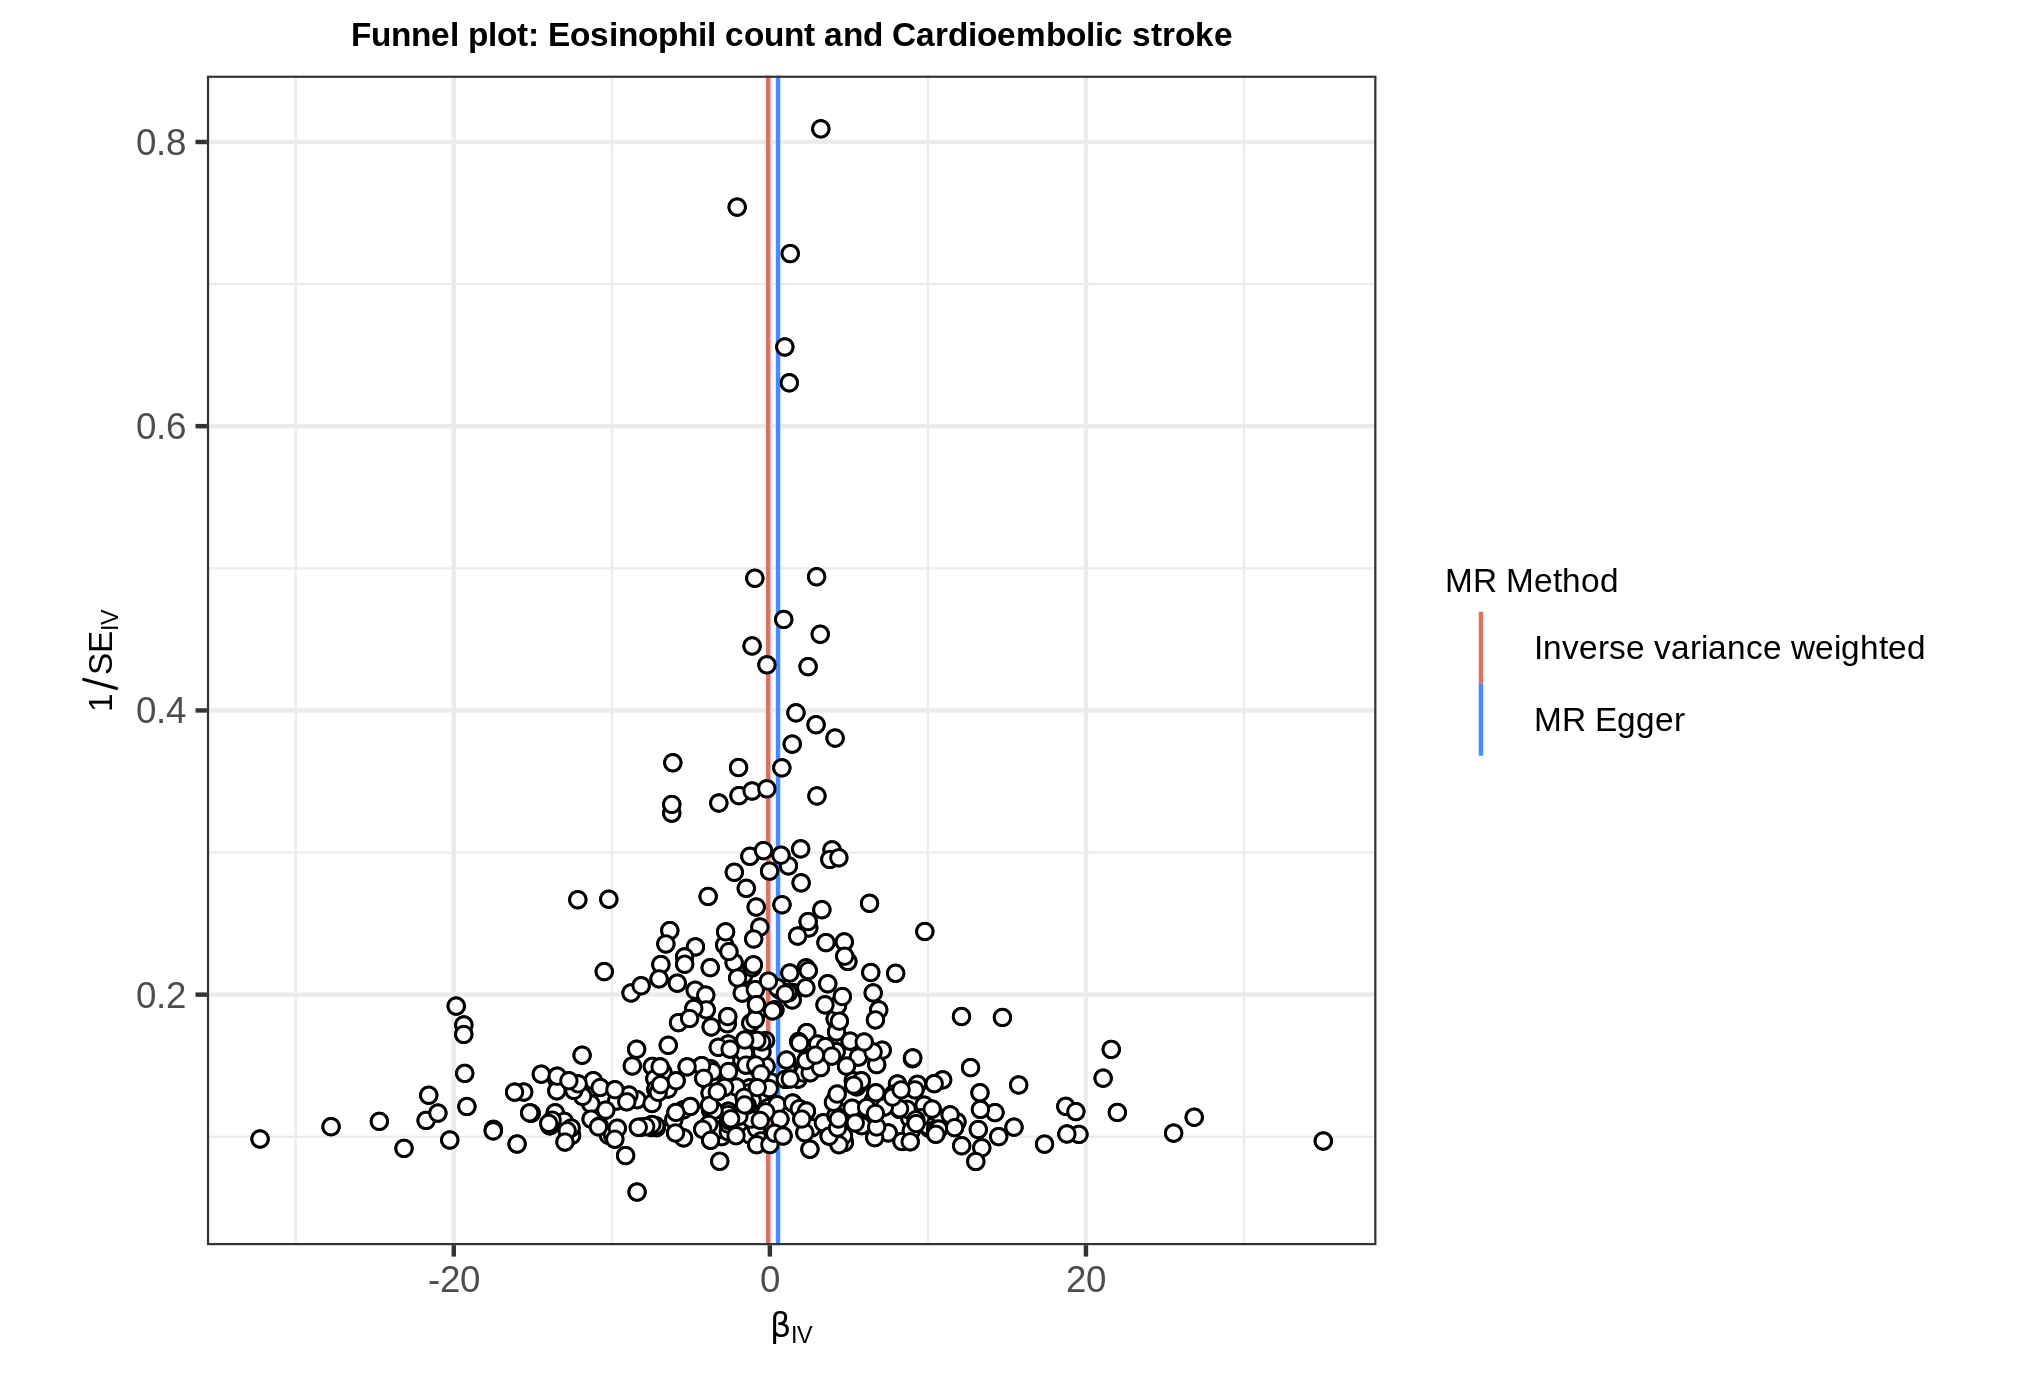 Funnel plot: Eosinophil count and Cardioembolic stroke
0.8
0.6
0.4
0.2
1/SE_IV
-20
0
20
β_IV
MR Method
Inverse variance weighted
MR Egger